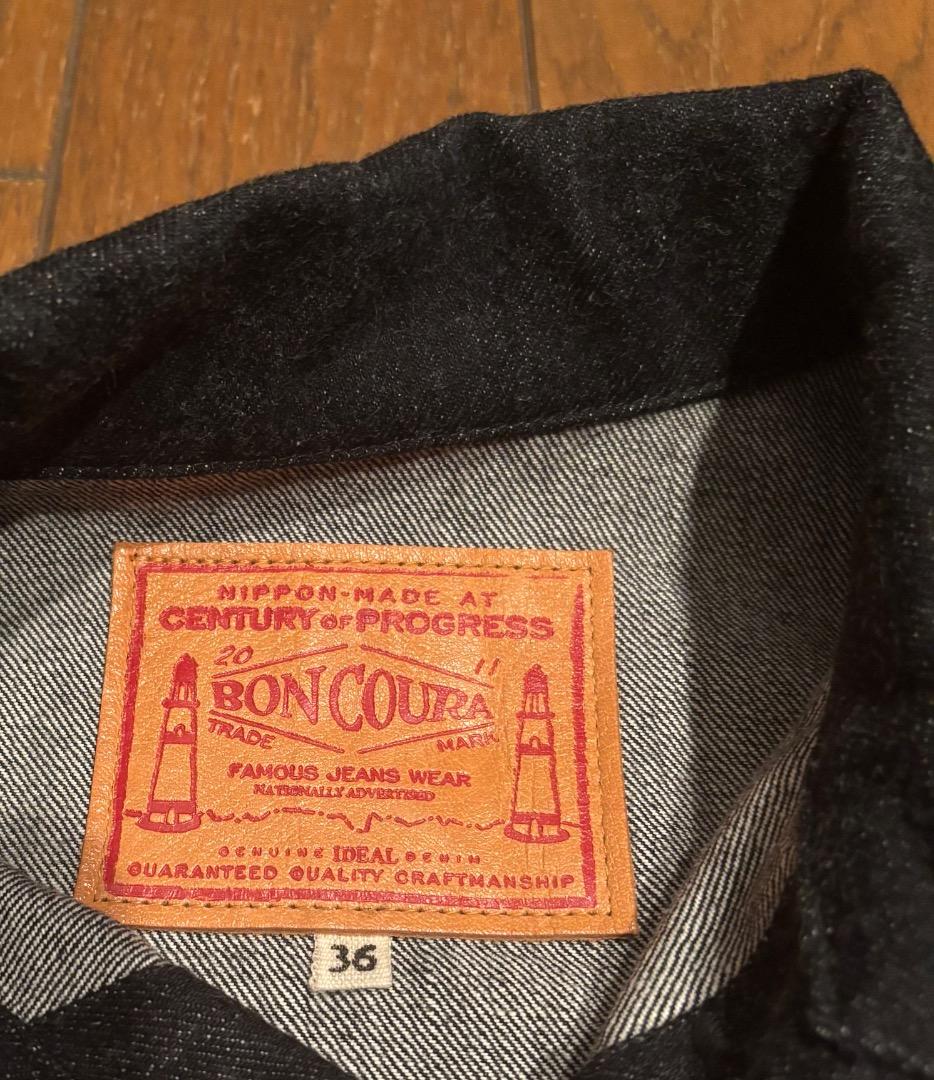 NIPPON-MADE AT
CENTURY OF PROGRESS
20 11
BONCOURA
TRADE MARK
FAMOUS JEANS WEAR
NATIONALLY ADVERTISED
GENUINE IDEAL DENIM
GUARANTEED QUALITY CRAFTMANSHIP
36